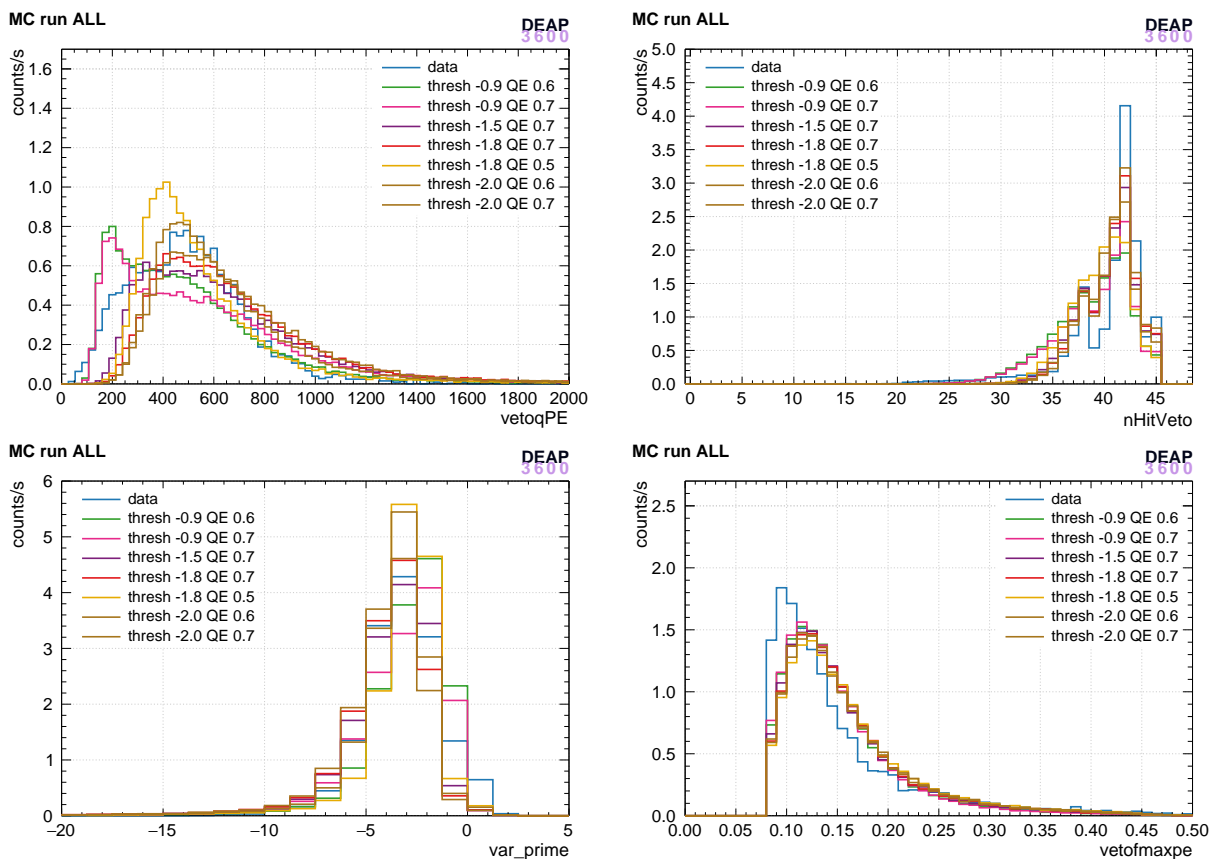 MC run ALL
DEAP
3600
counts/s
1.6
1.4
1.2
1.0
0.8
0.6
0.4
0.2
0.0
data
thresh -0.9 QE 0.6
thresh -0.9 QE 0.7
thresh -1.5 QE 0.7
thresh -1.8 QE 0.7
thresh -1.8 QE 0.5
thresh -2.0 QE 0.6
thresh -2.0 QE 0.7
0 200 400 600 800 1000 1200 1400 1600 1800 2000
vetoqPE
MC run ALL
DEAP
3600
counts/s
5.0
4.5
4.0
3.5
3.0
2.5
2.0
1.5
1.0
0.5
0.0
data
thresh -0.9 QE 0.6
thresh -0.9 QE 0.7
thresh -1.5 QE 0.7
thresh -1.8 QE 0.7
thresh -1.8 QE 0.5
thresh -2.0 QE 0.6
thresh -2.0 QE 0.7
0 5 10 15 20 25 30 35 40 45
nHitVeto
MC run ALL
DEAP
3600
counts/s
6
5
4
3
2
1
0
data
thresh -0.9 QE 0.6
thresh -0.9 QE 0.7
thresh -1.5 QE 0.7
thresh -1.8 QE 0.7
thresh -1.8 QE 0.5
thresh -2.0 QE 0.6
thresh -2.0 QE 0.7
−20 −15 −10 −5 0 5
var_prime
MC run ALL
DEAP
3600
counts/s
2.5
2.0
1.5
1.0
0.5
0.0
data
thresh -0.9 QE 0.6
thresh -0.9 QE 0.7
thresh -1.5 QE 0.7
thresh -1.8 QE 0.7
thresh -1.8 QE 0.5
thresh -2.0 QE 0.6
thresh -2.0 QE 0.7
0.00 0.05 0.10 0.15 0.20 0.25 0.30 0.35 0.40 0.45 0.50
vetofmaxpe